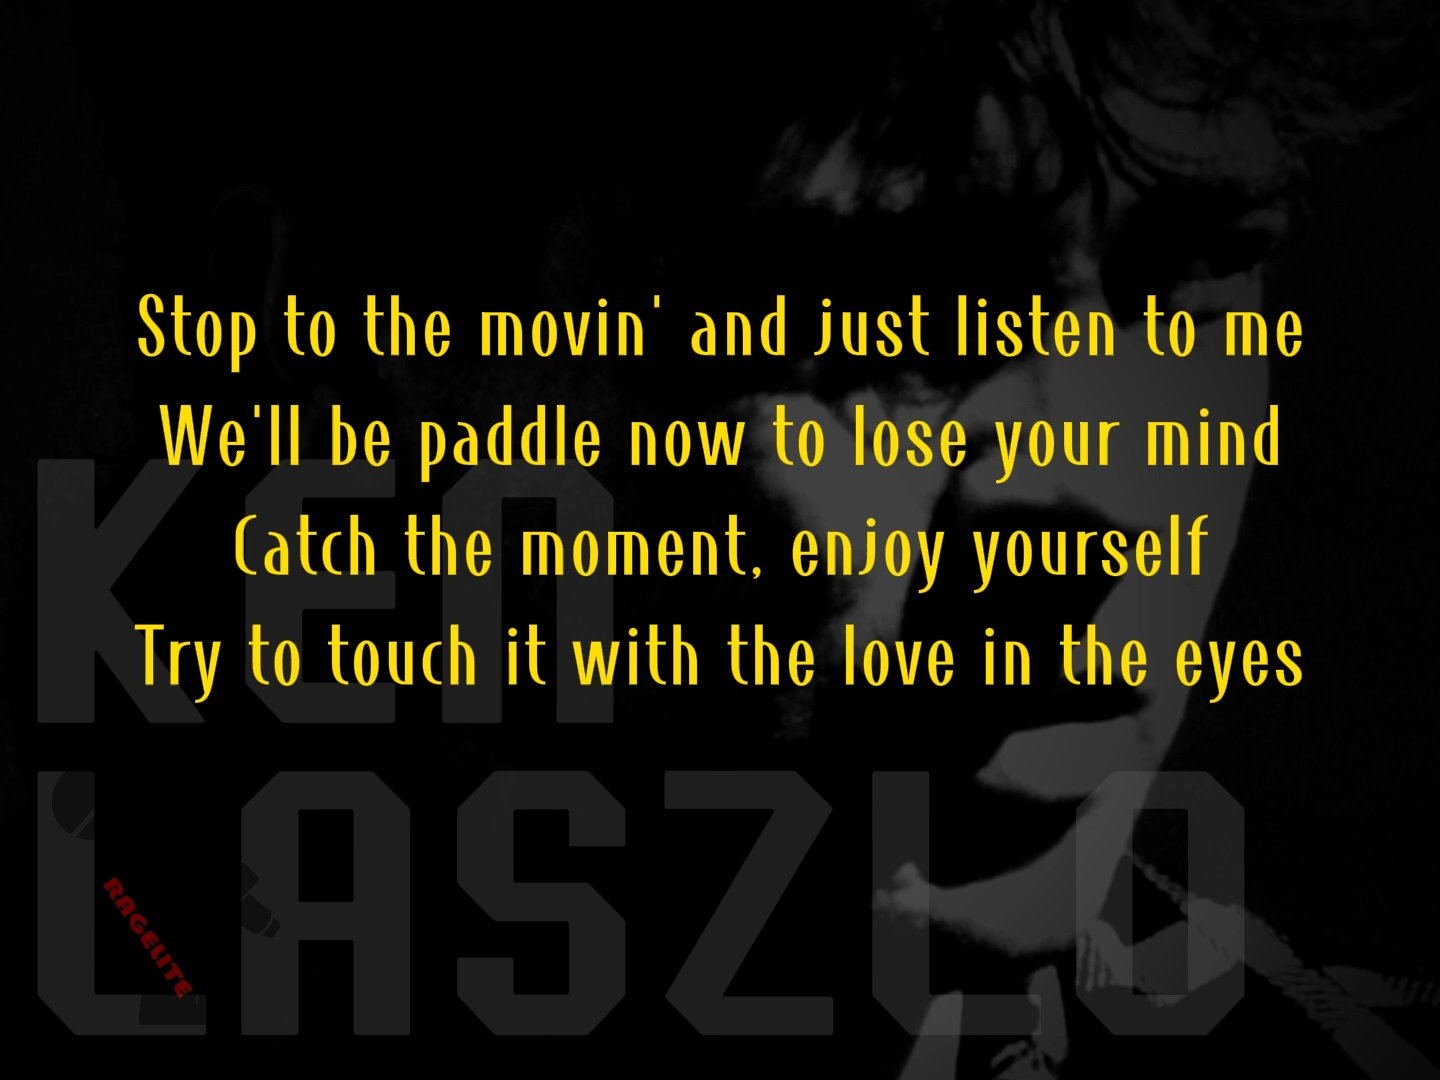 Stop to the movin' and just listen to me
We'll be paddle now to lose your mind
Catch the moment, enjoy yourself
Try to touch it with the love in the eyes
KEN
LASZLO
RAGELITE